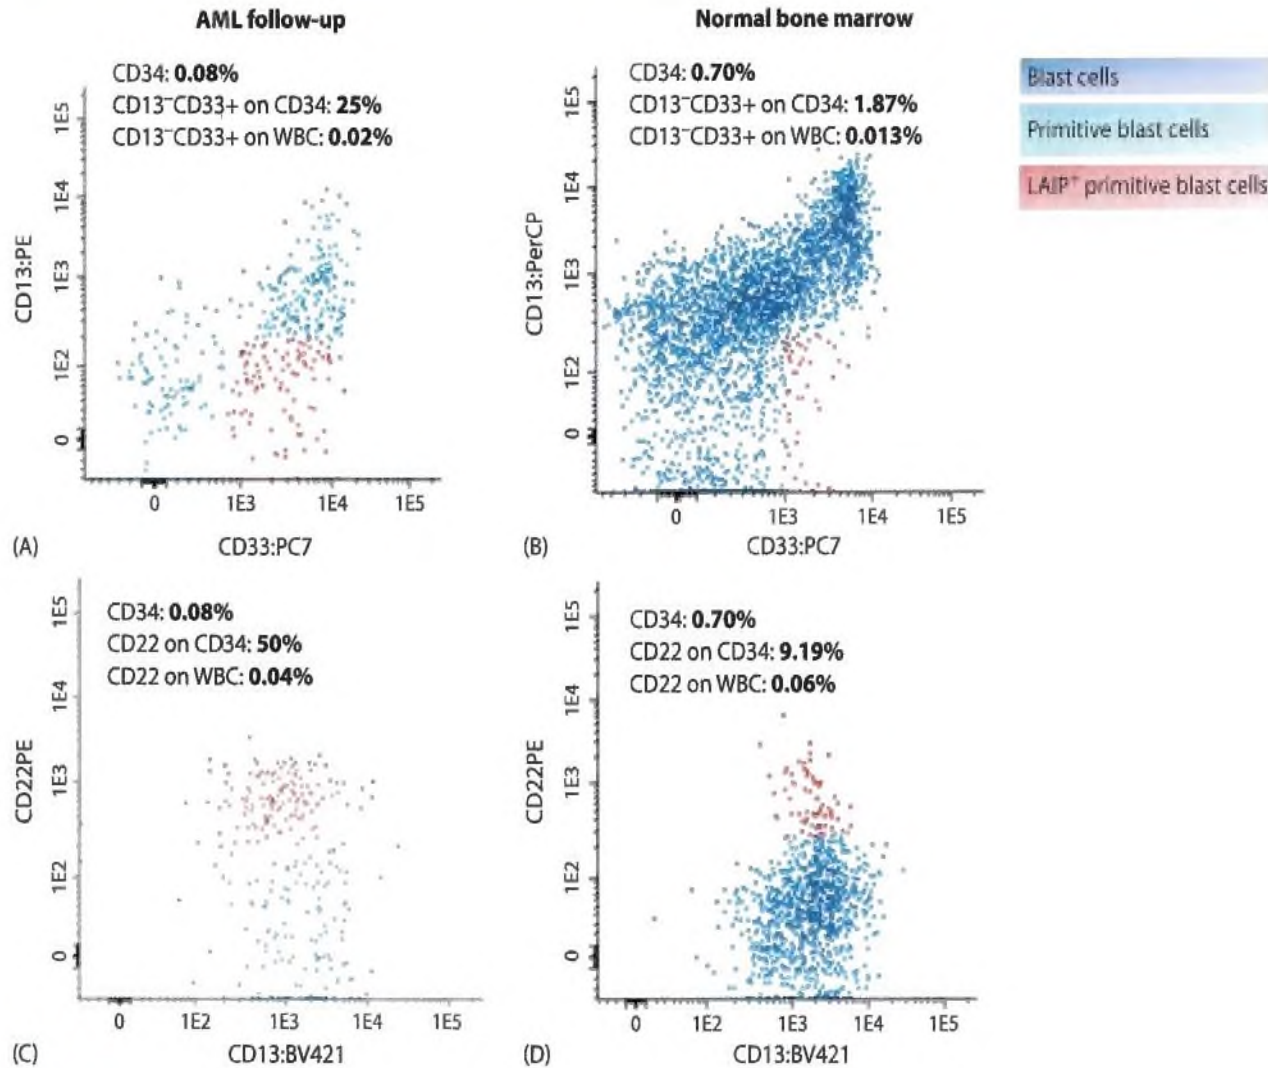 AML follow-up
Normal bone marrow
CD34: 0.08%
CD13⁻CD33+ on CD34: 25%
CD13⁻CD33+ on WBC: 0.02%
CD13:PE
1E5
1E4
1E3
1E2
0
0
1E3
1E4
1E5
(A)
CD33:PC7
CD34: 0.70%
CD13⁻CD33+ on CD34: 1.87%
CD13⁻CD33+ on WBC: 0.013%
CD13:PerCP
1E5
1E4
1E3
1E2
0
0
1E3
1E4
1E5
(B)
CD33:PC7
Blast cells
Primitive blast cells
LAIP⁺ primitive blast cells
CD34: 0.08%
CD22 on CD34: 50%
CD22 on WBC: 0.04%
CD22PE
1E5
1E4
1E3
1E2
0
0
1E2
1E3
1E4
1E5
(C)
CD13:BV421
CD34: 0.70%
CD22 on CD34: 9.19%
CD22 on WBC: 0.06%
CD22PE
1E5
1E4
1E3
1E2
0
0
1E2
1E3
1E4
1E5
(D)
CD13:BV421